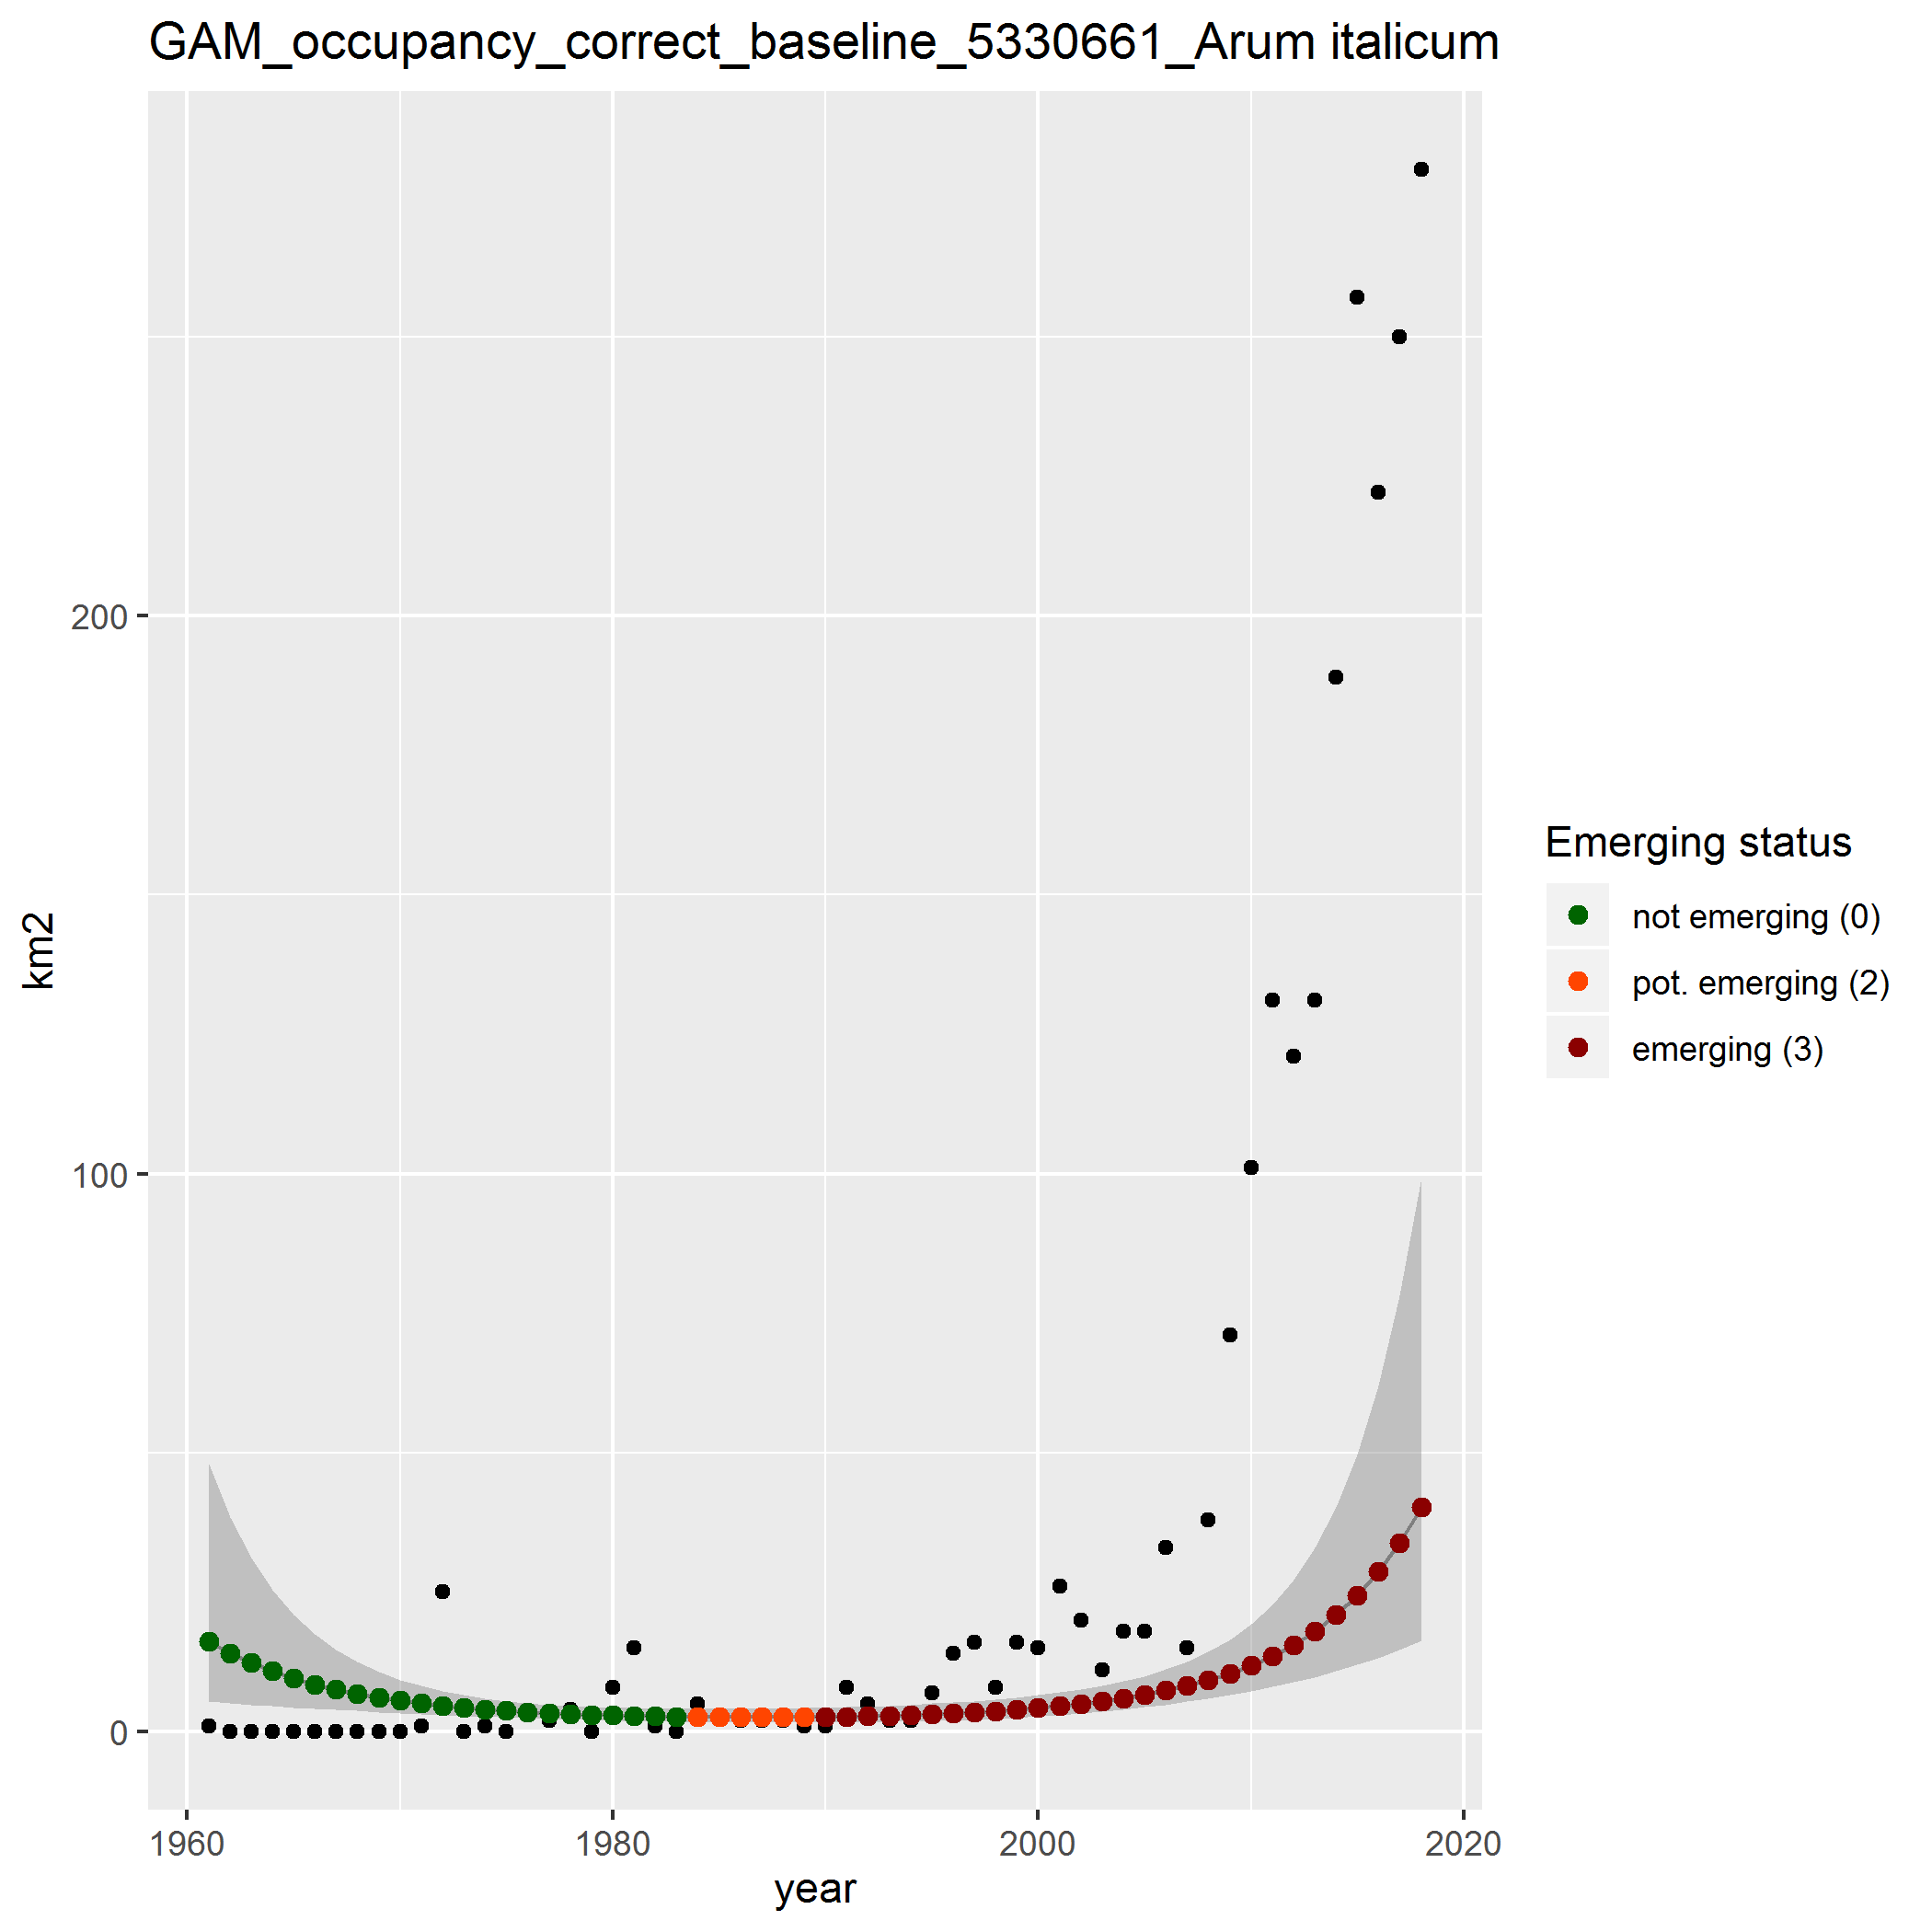 GAM_occupancy_correct_baseline_5330661_Arum italicum
200
100
0
km2
1960
1980
2000
2020
year
Emerging status
not emerging (0)
pot. emerging (2)
emerging (3)